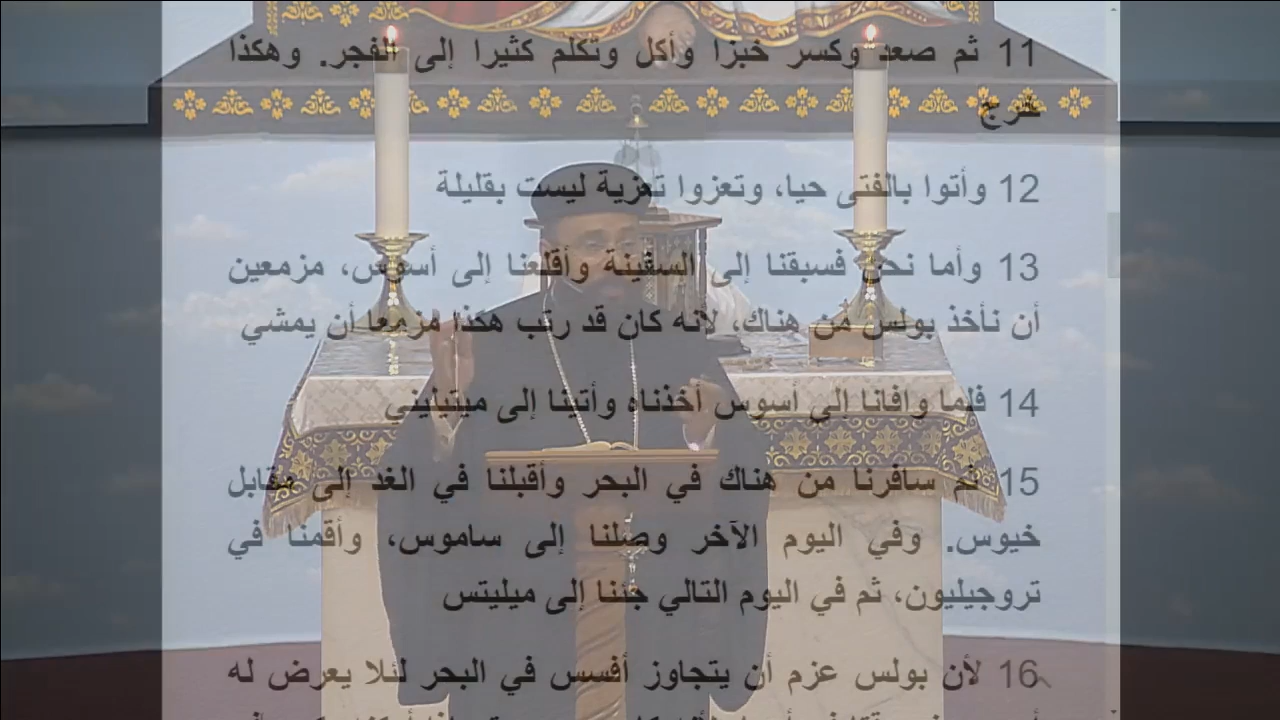 11 ثم صعد وكسر خبزا وأكل وتكلم كثيرا إلى الفجر. وهكذا
خرج
12 وأتوا بالفتى حيا، وتعزوا تعزية ليست بقليلة
13 وأما نحن فسبقنا إلى السفينة وأقلعنا إلى أسوس، مزمعين
أن نأخذ بولس من هناك، لأنه كان قد رتب هكذا مزمعا أن يمشي
14 فلما وافانا إلى أسوس أخذناه وأتينا إلى ميتيليني
15 ثم سافرنا من هناك في البحر وأقبلنا في الغد إلى مقابل
خيوس. وفي اليوم الآخر وصلنا إلى ساموس، وأقمنا في
تروجيليون، ثم في اليوم التالي جئنا إلى ميليتس
16 لأن بولس عزم أن يتجاوز أفسس في البحر لئلا يعرض له